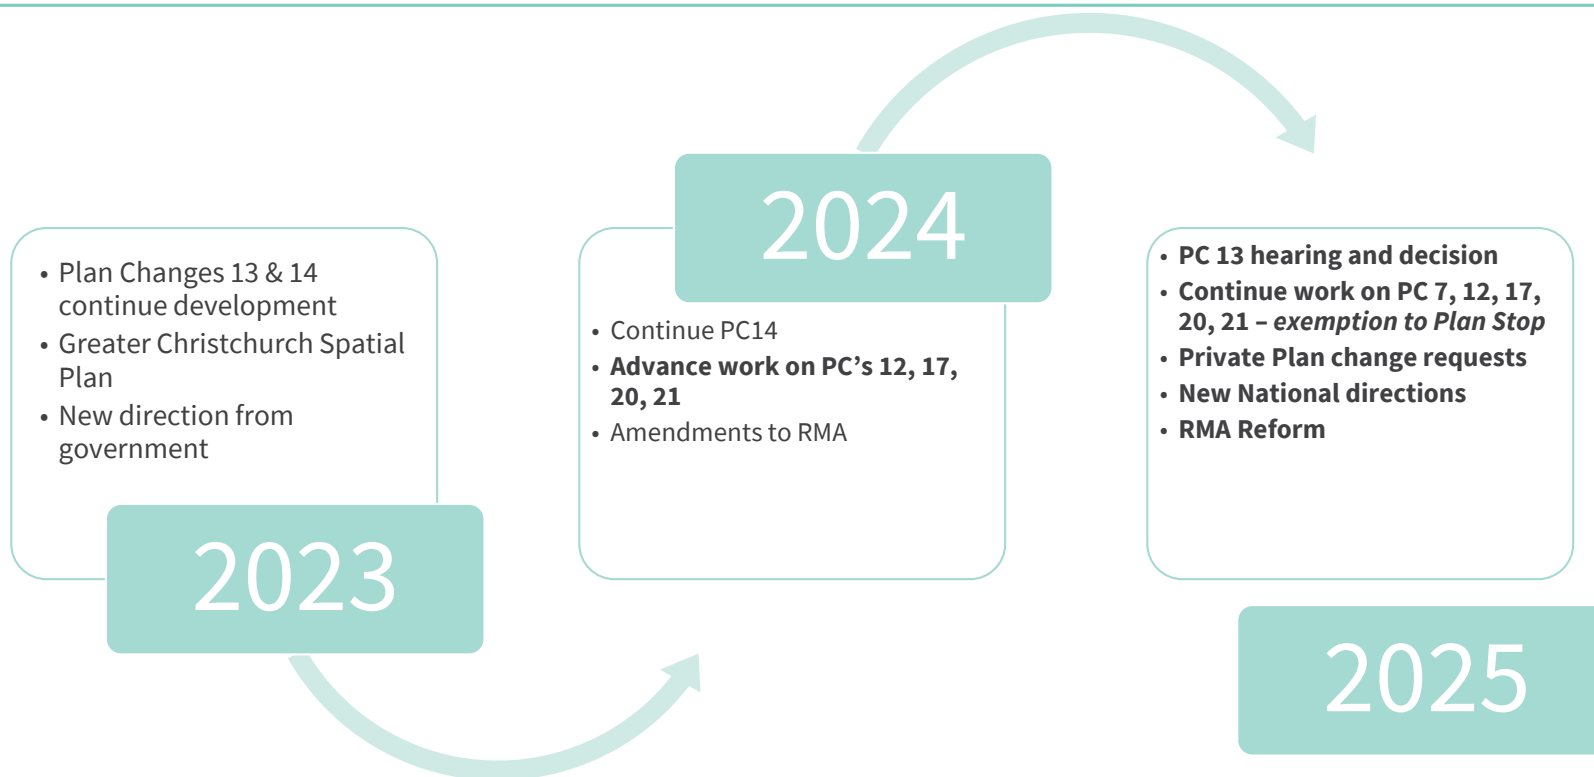 • Plan Changes 13 & 14
continue development
• Greater Christchurch Spatial
Plan
• New direction from
government
2023
2024
• Continue PC14
• Advance work on PC’s 12, 17,
20, 21
• Amendments to RMA
• PC 13 hearing and decision
• Continue work on PC 7, 12, 17,
20, 21 – exemption to Plan Stop
• Private Plan change requests
• New National directions
• RMA Reform
2025